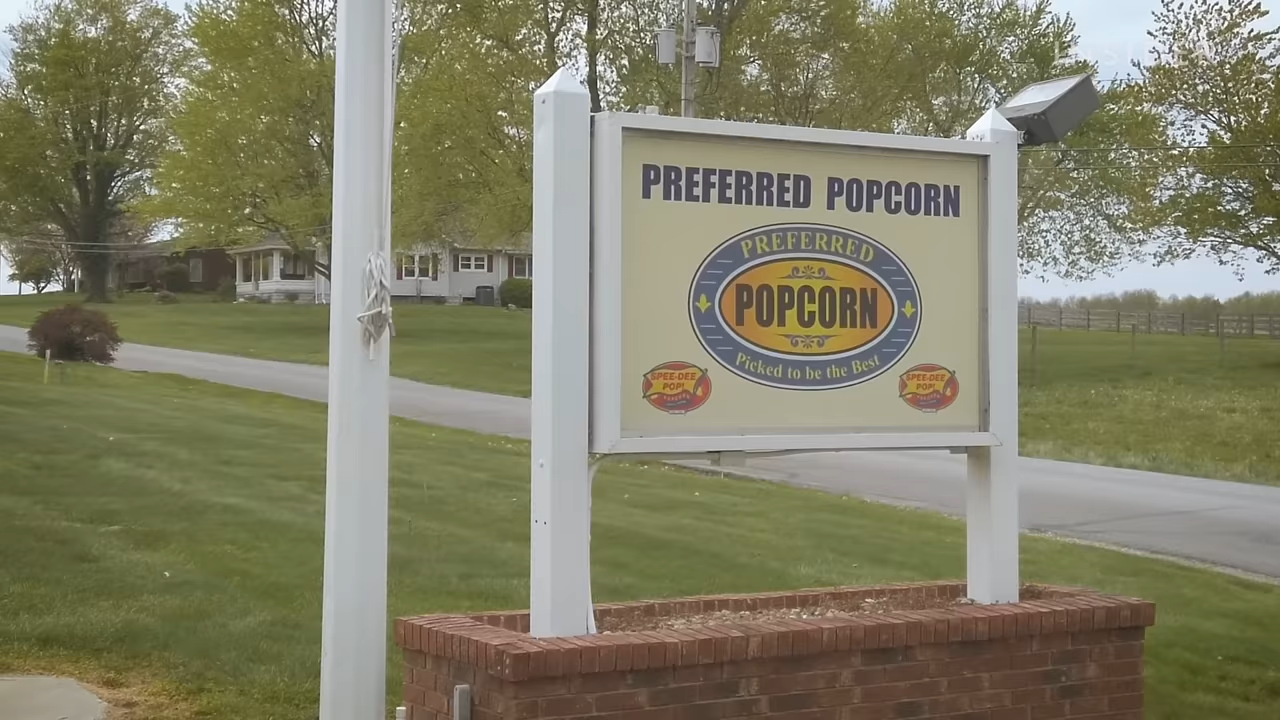 PREFERRED POPCORN
PREFERRED
POPCORN
Picked to be the Best
SPEE-DEE
POP!
SPEE-DEE
POP!